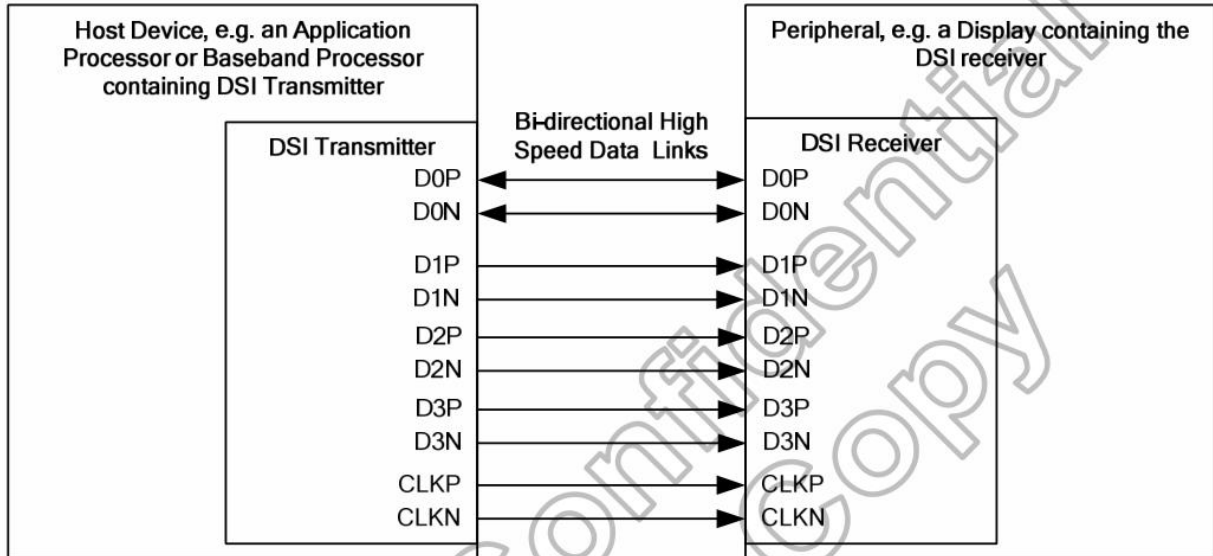 Host Device, e.g. an Application
Processor or Baseband Processor
containing DSI Transmitter
Peripheral, e.g. a Display containing the
DSI receiver
Bi-directional High
Speed Data Links
DSI Transmitter
DSI Receiver
D0P
D0P
D0N
D0N
D1P
D1P
D1N
D1N
D2P
D2P
D2N
D2N
D3P
D3P
D3N
D3N
CLKP
CLKP
CLKN
CLKN
Confidential
Copy